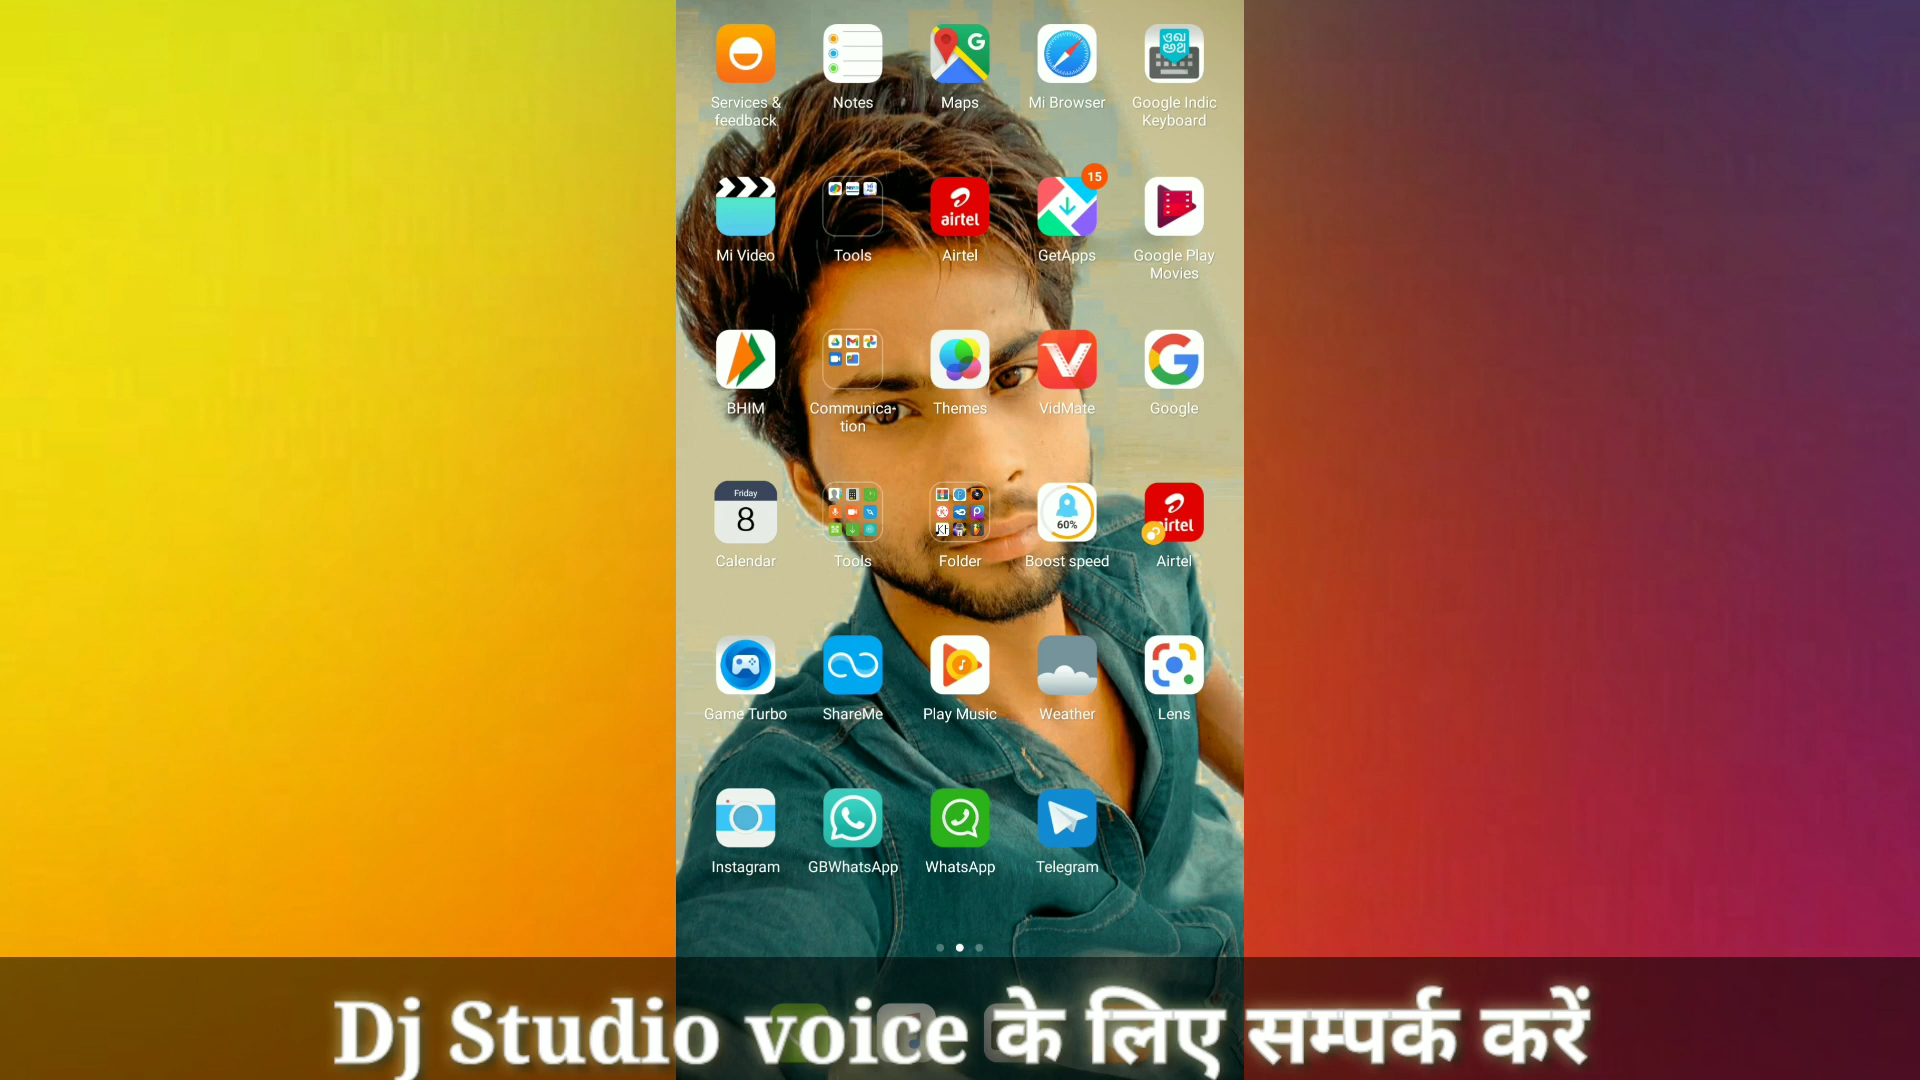 Services &
feedback
Notes
Maps
Mi Browser
Google Indic
Keyboard
15
airtel
Mi Video
Tools
Airtel
GetApps
Google Play
Movies
BHIM
Communica-
tion
Themes
VidMate
Google
Friday
8
60%
airtel
Calendar
Tools
Folder
Boost speed
Airtel
Game Turbo
ShareMe
Play Music
Weather
Lens
Instagram
GBWhatsApp
WhatsApp
Telegram
Dj Studio voice के लिए सम्पर्क करें